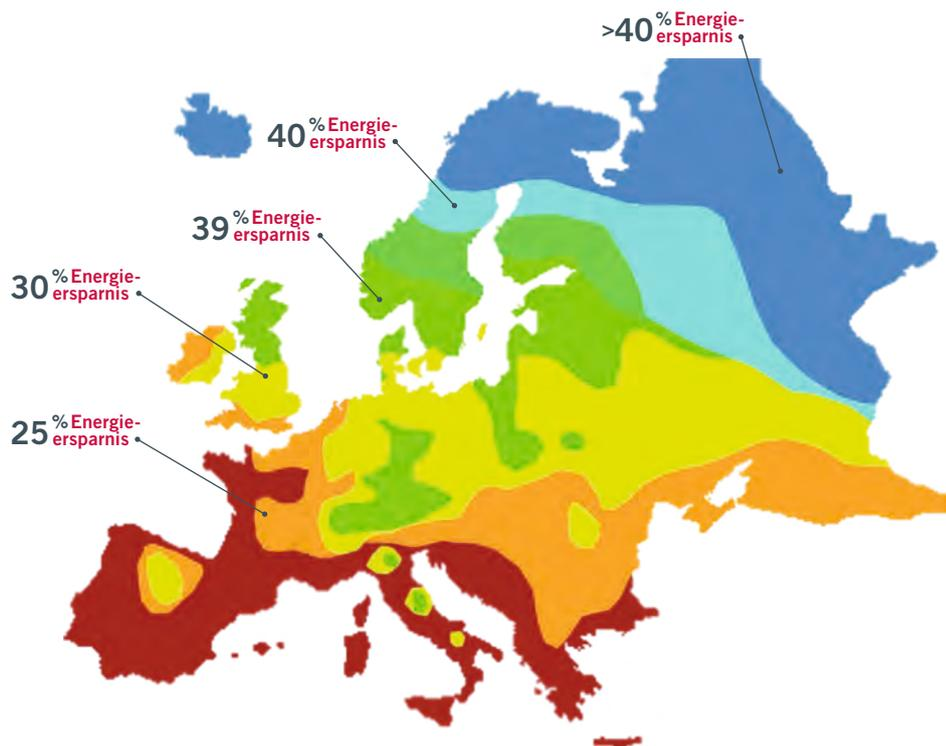 >40 % Energie-
ersparnis
40 % Energie-
ersparnis
39 % Energie-
ersparnis
30 % Energie-
ersparnis
25 % Energie-
ersparnis